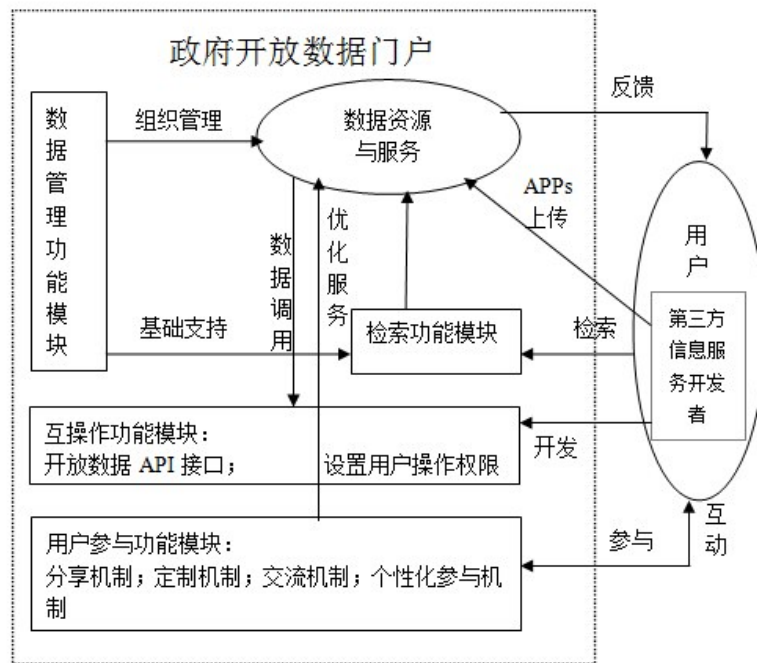 政府开放数据门户
数据管理功能模块
组织管理
数据资源
与服务
反馈
APPs
上传
用户
第三方
信息服
务开发
者
数据调用
优化服务
基础支持
检索功能模块
检索
互操作功能模块：
开放数据 API 接口； 设置用户操作权限
开发
用户参与功能模块：
分享机制；定制机制；交流机制；个性化参与机
制
参与
互动